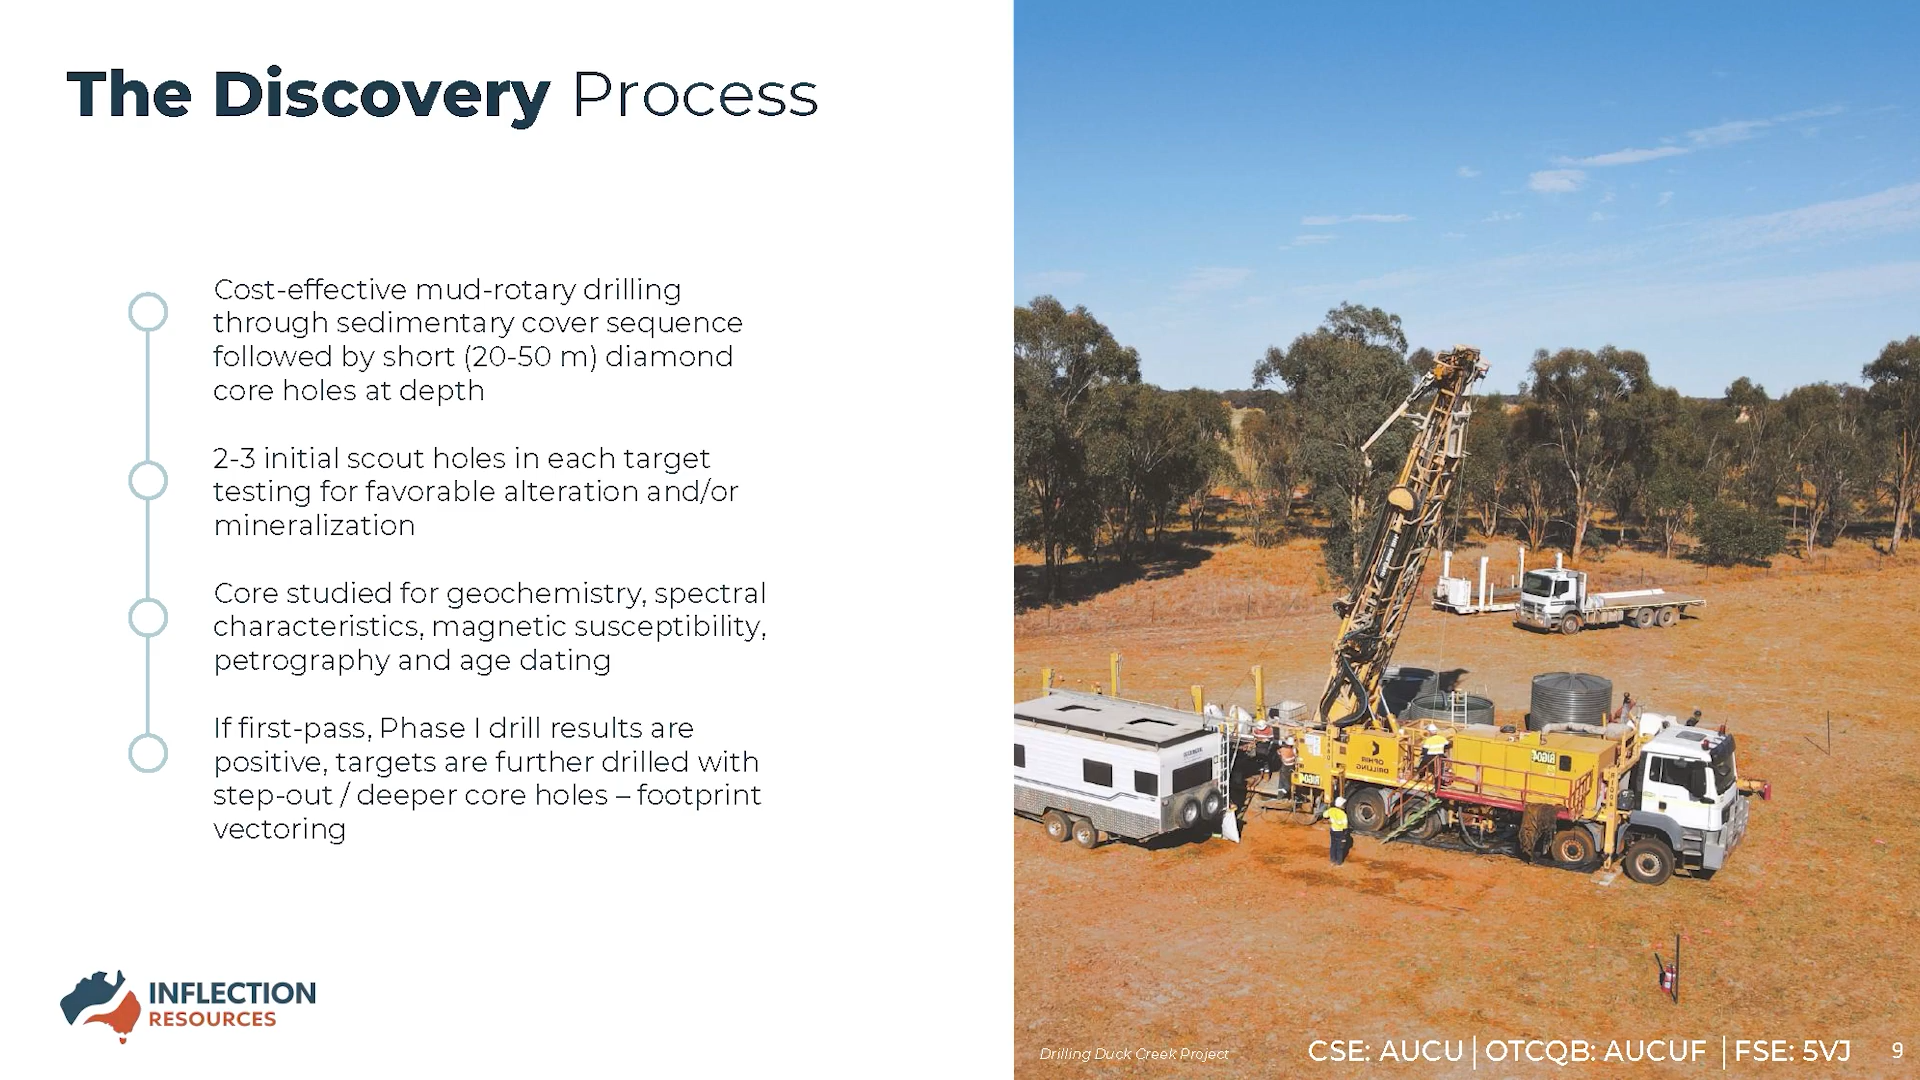 The Discovery Process
Cost-effective mud-rotary drilling
through sedimentary cover sequence
followed by short (20-50 m) diamond
core holes at depth
2-3 initial scout holes in each target
testing for favorable alteration and/or
mineralization
Core studied for geochemistry, spectral
characteristics, magnetic susceptibility,
petrography and age dating
If first-pass, Phase I drill results are
positive, targets are further drilled with
step-out / deeper core holes – footprint
vectoring
INFLECTION
RESOURCES
OPHIR
DRILLING
Drilling Duck Creek Project
CSE: AUCU | OTCQB: AUCUF | FSE: 5VJ
9